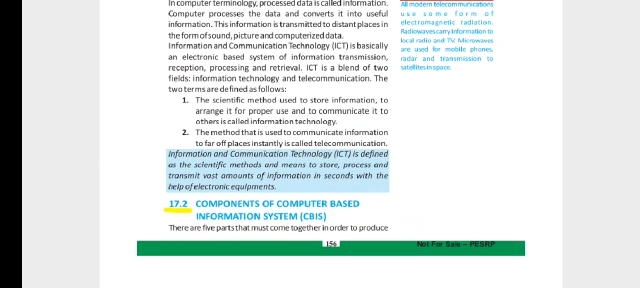 In computer terminology, processed data is called information.
Computer processes the data and converts it into useful
information. This information is transmitted to distant places in
the form of sound, picture and computerized data.
Information and Communication Technology (ICT) is basically
an electronic based system of information transmission,
reception, processing and retrieval. ICT is a blend of two
fields: information technology and telecommunication. The
two terms are defined as follows:
1. The scientific method used to store information, to
arrange it for proper use and to communicate it to
others is called information technology.
2. The method that is used to communicate information
to far off places instantly is called telecommunication.
Information and Communication Technology (ICT) is defined
as the scientific methods and means to store, process and
transmit vast amounts of information in seconds with the
help of electronic equipments.
17.2 COMPONENTS OF COMPUTER BASED
INFORMATION SYSTEM (CBIS)
There are five parts that must come together in order to produce
All modern telecommunications
use some form of
electromagnetic radiation.
Radiowaves carry information to
local radio and TV. Microwaves
are used for mobile phones,
radar and transmission to
satellites in space.
156
Not For Sale – PESRP